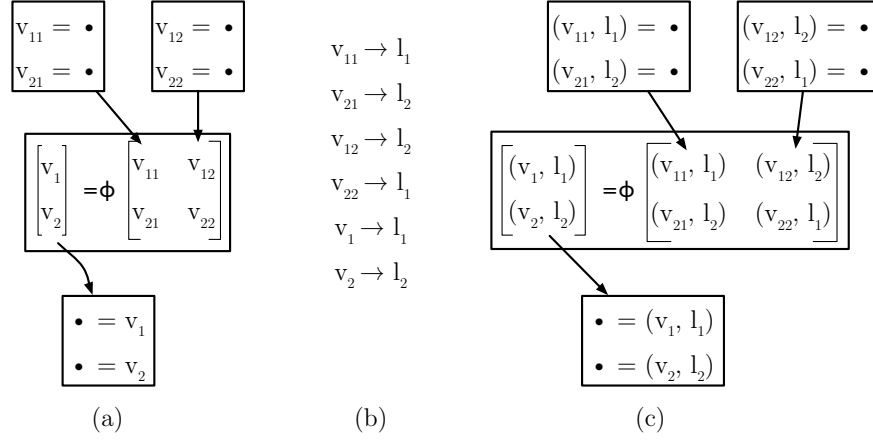 v₁₁ = •
v₂₁ = •
v₁₂ = •
v₂₂ = •
v₁ =ϕ v₁₁ v₁₂
v₂ v₂₁ v₂₂
• = v₁
• = v₂
(a)
v₁₁ → l₁
v₂₁ → l₂
v₁₂ → l₂
v₂₂ → l₁
v₁ → l₁
v₂ → l₂
(b)
(v₁₁, l₁) = •
(v₂₁, l₂) = •
(v₁₂, l₂) = •
(v₂₂, l₁) = •
(v₁, l₁) =ϕ (v₁₁, l₁) (v₁₂, l₂)
(v₂, l₂) (v₂₁, l₂) (v₂₂, l₁)
• = (v₁, l₁)
• = (v₂, l₂)
(c)